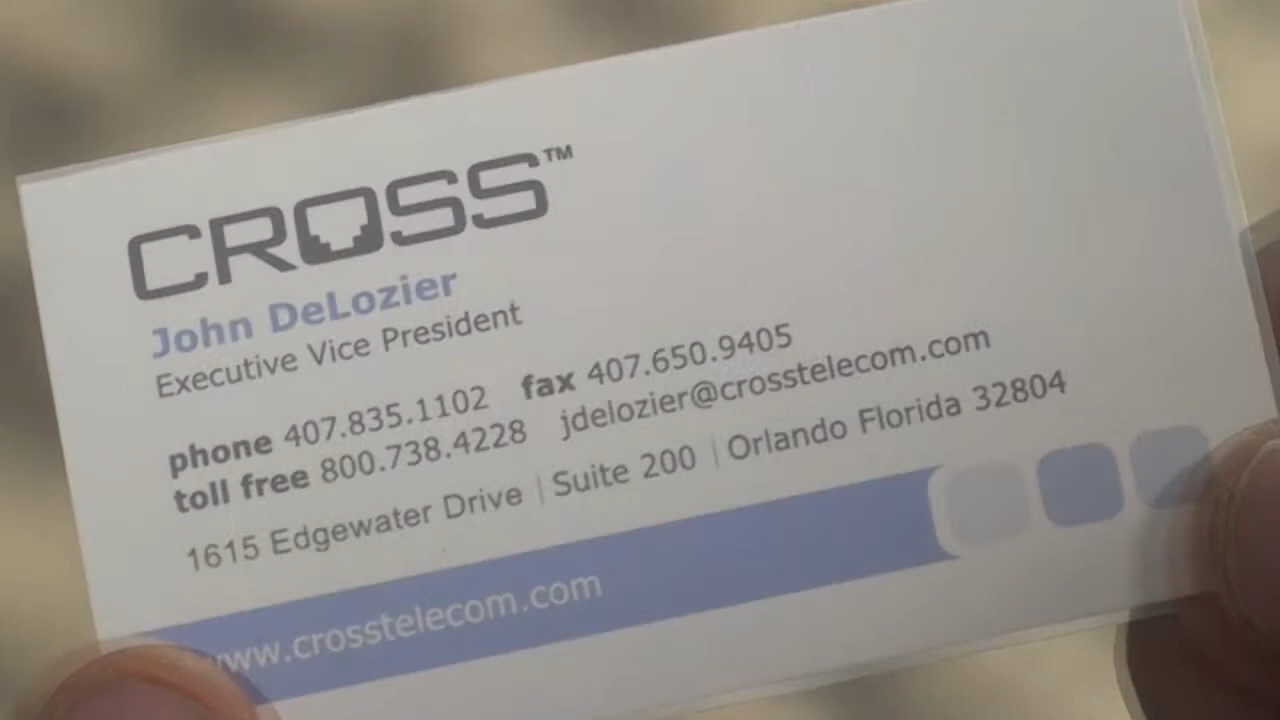 CROSS™
John DeLozier
Executive Vice President
phone 407.835.1102 fax 407.650.9405
toll free 800.738.4228 jdelozier@crosstelecom.com
1615 Edgewater Drive | Suite 200 | Orlando Florida 32804
www.crosstelecom.com